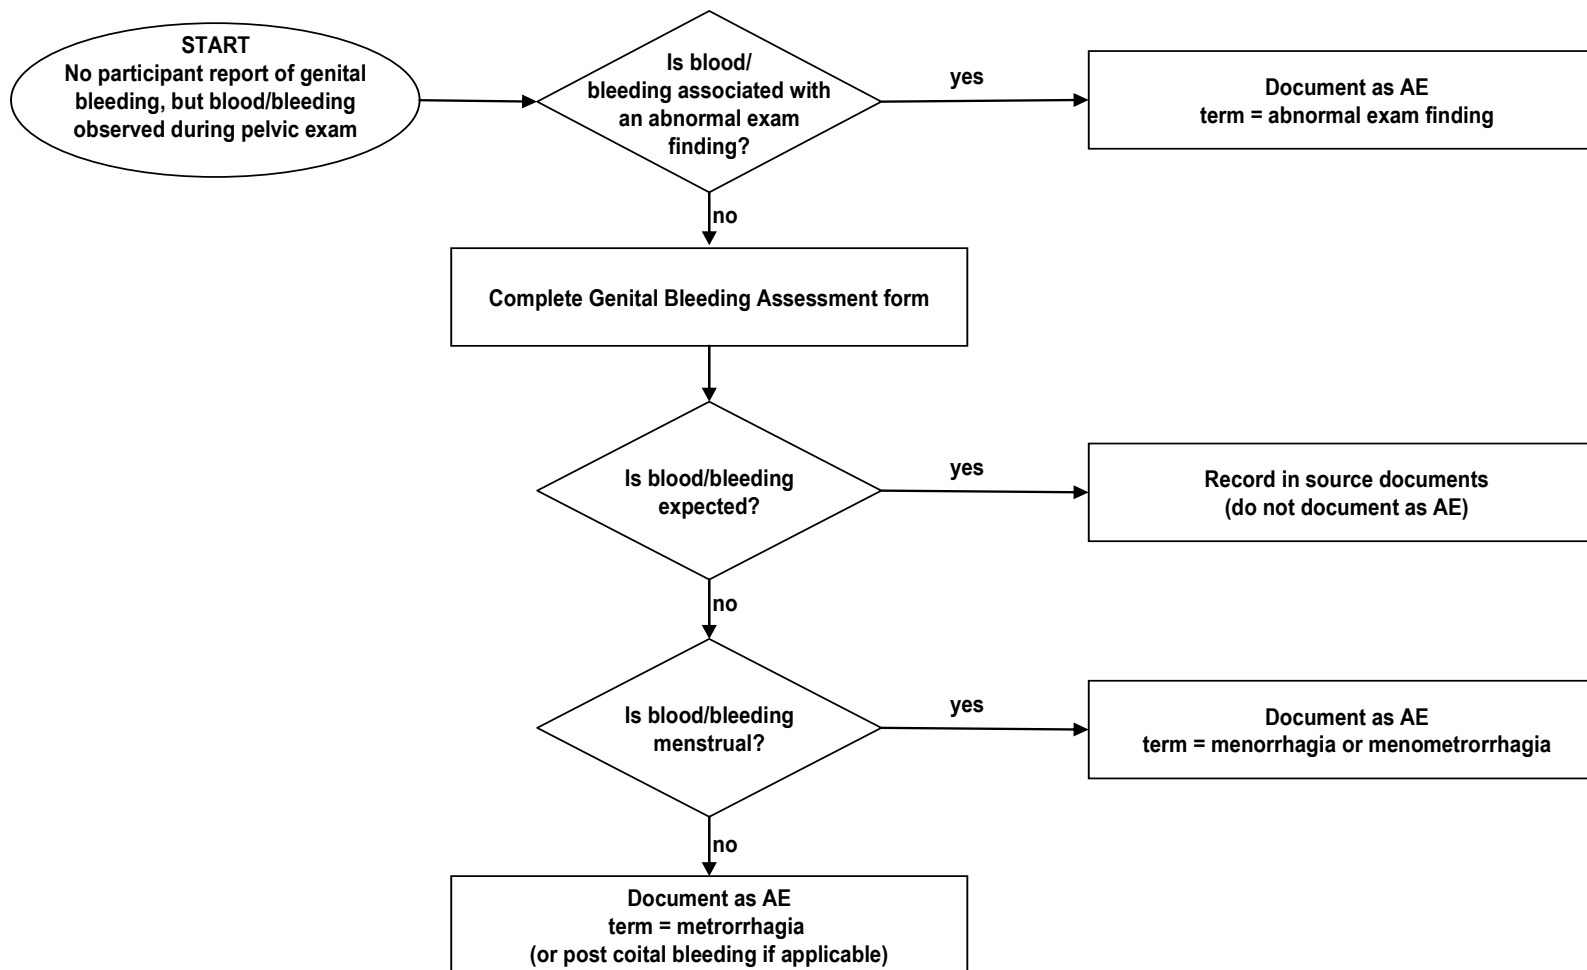 START
No participant report of genital
bleeding, but blood/bleeding
observed during pelvic exam
Is blood/
bleeding associated with
an abnormal exam
finding?
yes
Document as AE
term = abnormal exam finding
no
Complete Genital Bleeding Assessment form
Is blood/bleeding
expected?
yes
Record in source documents
(do not document as AE)
no
Is blood/bleeding
menstrual?
yes
Document as AE
term = menorrhagia or menometrorrhagia
no
Document as AE
term = metrorrhagia
(or post coital bleeding if applicable)